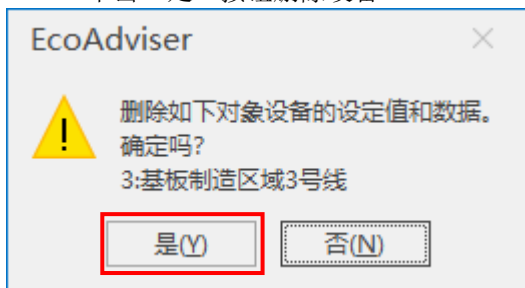 EcoAdviser
删除如下对象设备的设定值和数据。
确定吗?
3:基板制造区域3号线
是(Y) 否(N)